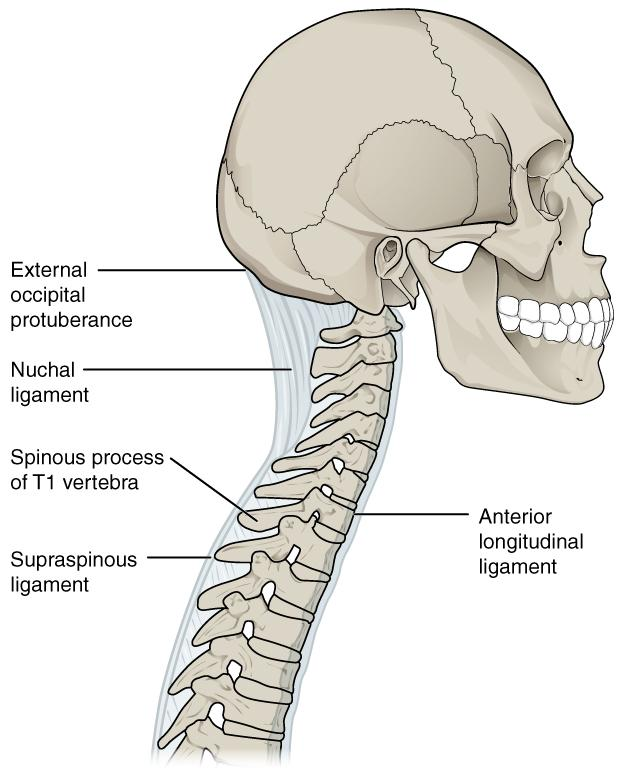 External
occipital
protuberance
Nuchal
ligament
Spinous process
of T1 vertebra
Supraspinous
ligament
Anterior
longitudinal
ligament